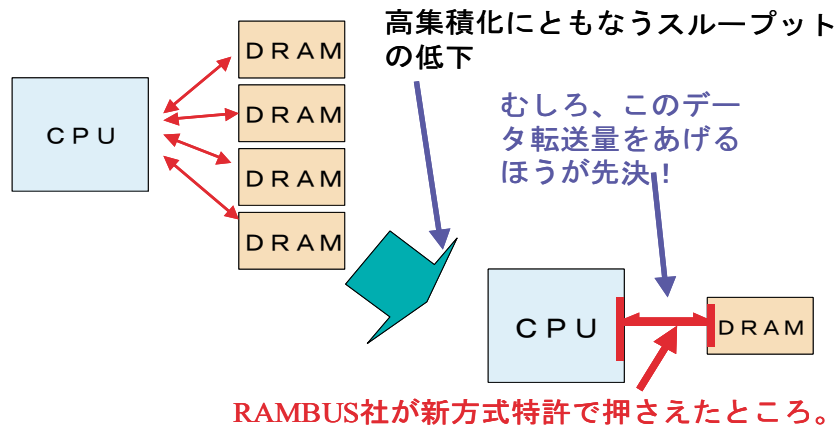 高集積化にともなうスループット
の低下
CPU
DRAM
DRAM
DRAM
DRAM
むしろ、このデー
タ転送量をあげる
ほうが先決!
CPU
DRAM
RAMBUS社が新方式特許で押さえたところ。